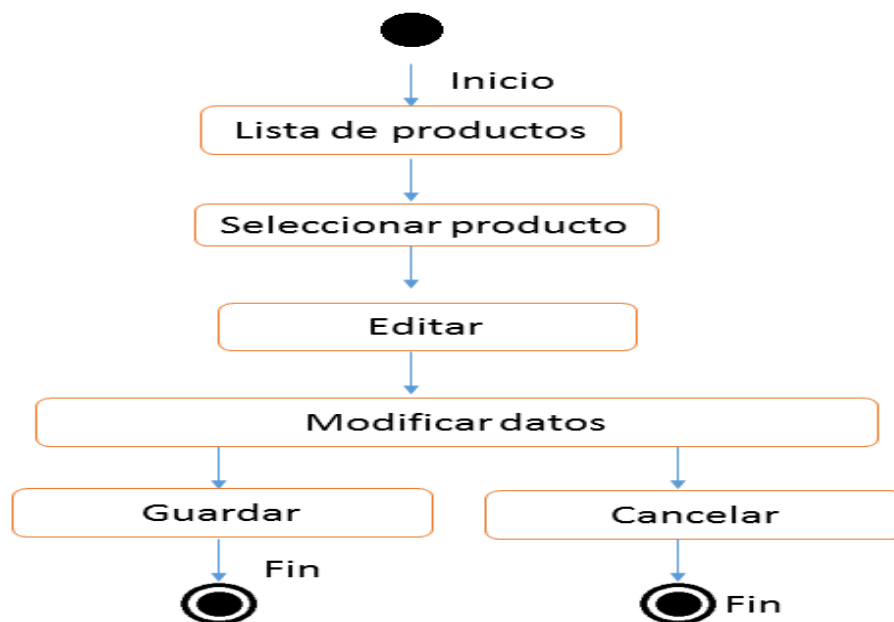 Inicio
Lista de productos
Seleccionar producto
Editar
Modificar datos
Guardar
Cancelar
Fin
Fin